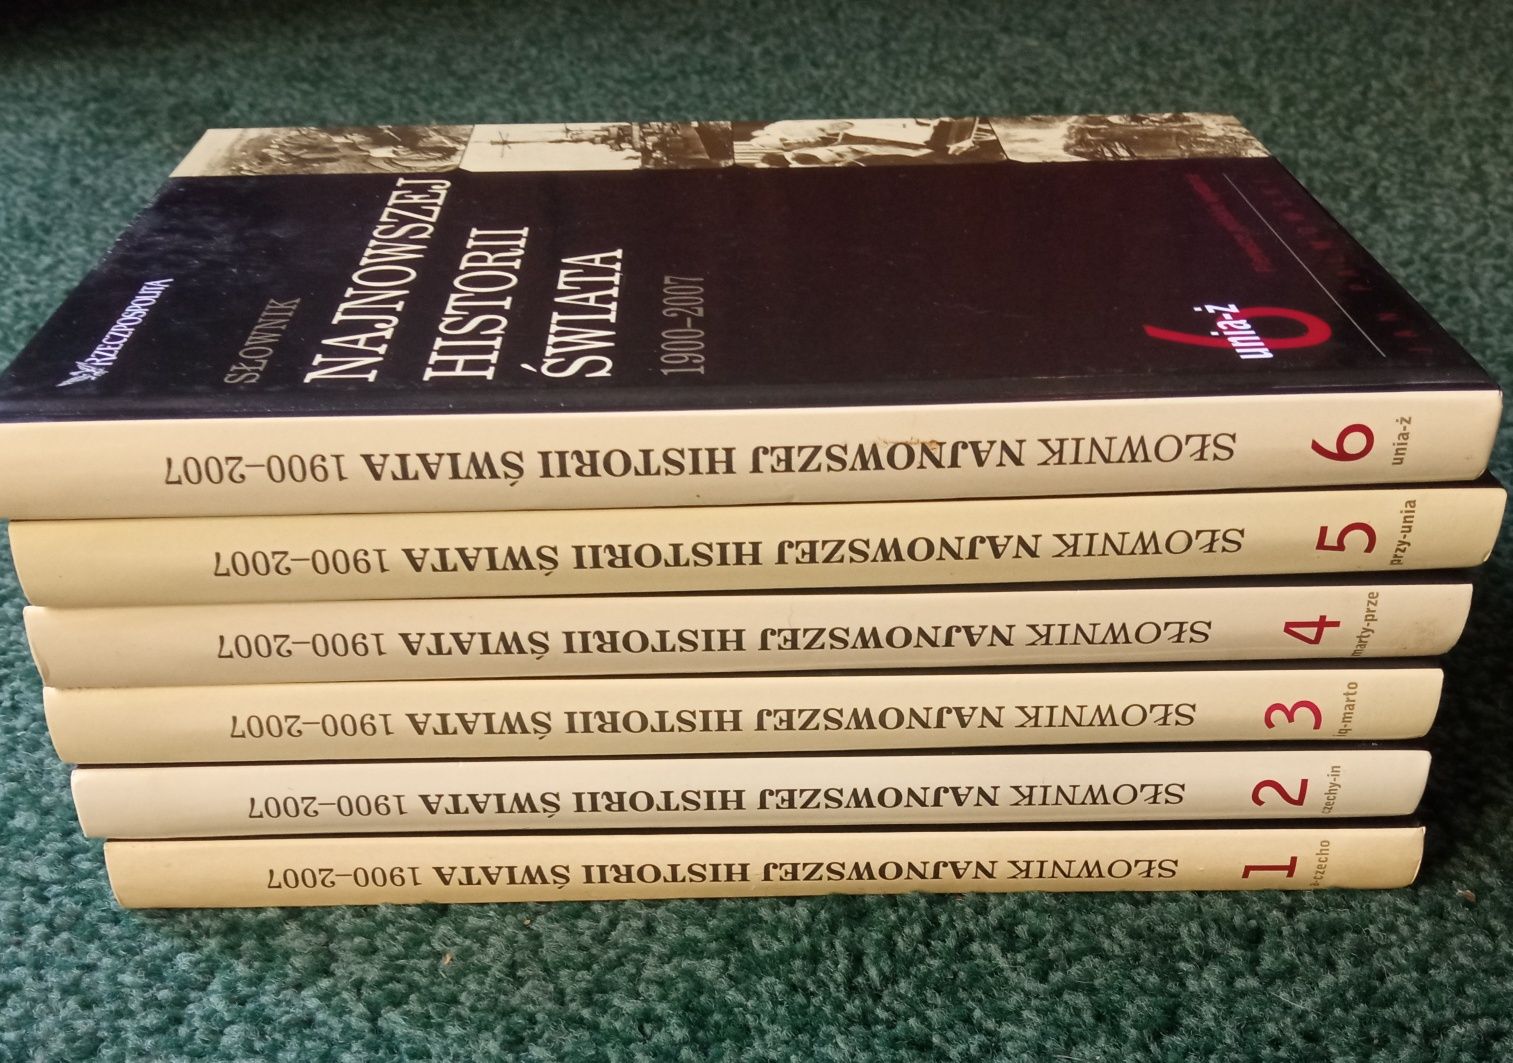 RZECZPOSPOLITA
SŁOWNIK
NAJNOWSZEJ
HISTORII
ŚWIATA
1900–2007
6
unia-ż
SŁOWNIK NAJNOWSZEJ HISTORII ŚWIATA 1900–2007
6
unia-ż
SŁOWNIK NAJNOWSZEJ HISTORII ŚWIATA 1900–2007
5
przy-unia
SŁOWNIK NAJNOWSZEJ HISTORII ŚWIATA 1900–2007
4
marty-prze
SŁOWNIK NAJNOWSZEJ HISTORII ŚWIATA 1900–2007
3
iq-marto
SŁOWNIK NAJNOWSZEJ HISTORII ŚWIATA 1900–2007
2
czechy-in
SŁOWNIK NAJNOWSZEJ HISTORII ŚWIATA 1900–2007
1
a-czecho